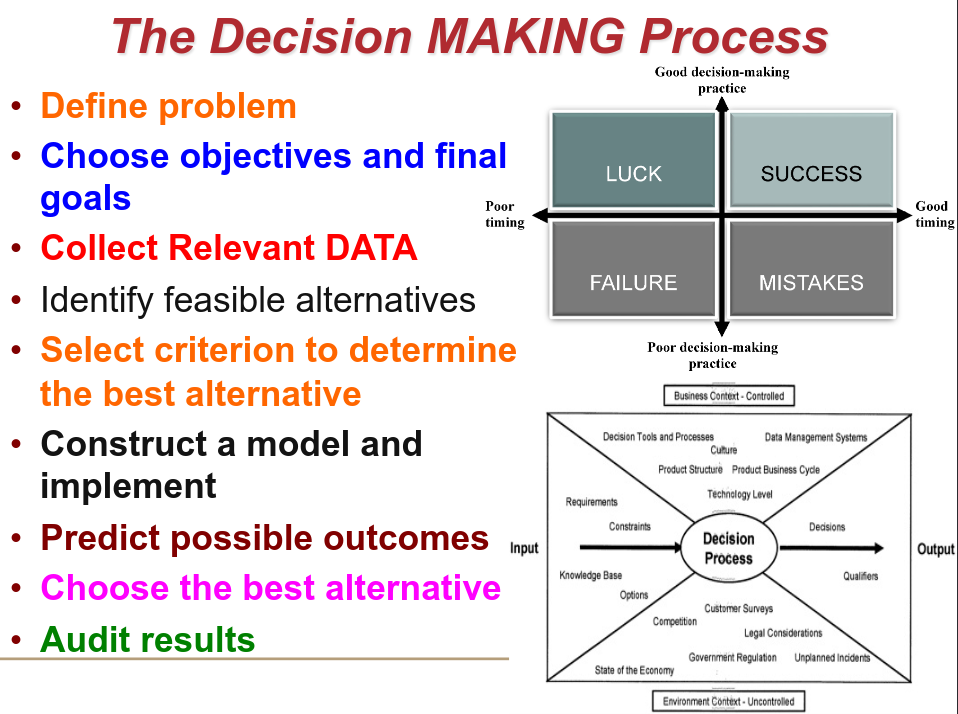 The Decision MAKING Process
• Define problem
• Choose objectives and final
goals
• Collect Relevant DATA
• Identify feasible alternatives
• Select criterion to determine
the best alternative
• Construct a model and
implement
• Predict possible outcomes
• Choose the best alternative
• Audit results
Good decision-making
practice
LUCK
SUCCESS
Poor
timing
Good
timing
FAILURE
MISTAKES
Poor decision-making
practice
Business Context - Controlled
Decision Tools and Processes
Data Management Systems
Culture
Product Structure
Product Business Cycle
Technology Level
Requirements
Constraints
Decisions
Input
Decision
Process
Output
Knowledge Base
Qualifiers
Options
Customer Surveys
Competition
Legal Considerations
Government Regulation
Unplanned Incidents
State of the Economy
Environment Context - Uncontrolled